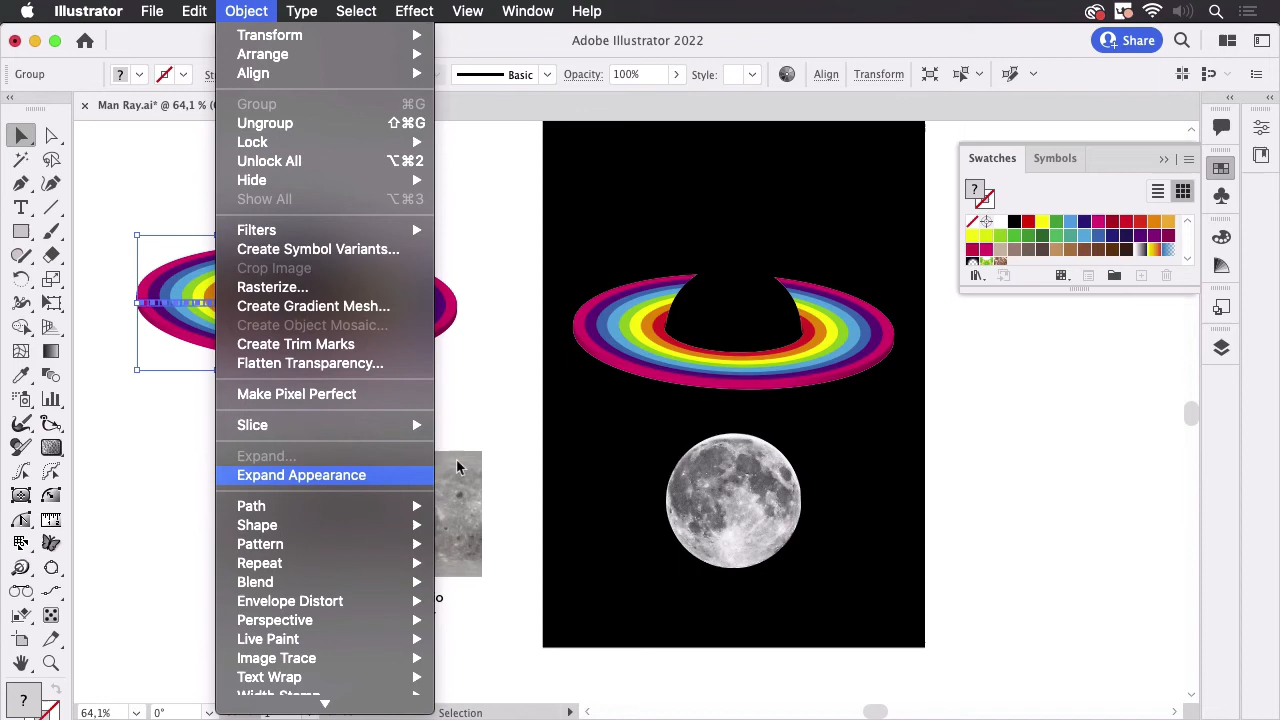 Illustrator File Edit Object Type Select Effect View Window Help
Adobe Illustrator 2022
Share
Group
Basic
Opacity:
100%
Style:
Align
Transform
Man Ray.ai* @ 64,1 %
Transform
Arrange
Align
Group ⌘G
Ungroup ⇧⌘G
Lock
Unlock All ⌥⌘2
Hide
Show All ⌥⌘3
Filters
Create Symbol Variants...
Crop Image
Rasterize...
Create Gradient Mesh...
Create Object Mosaic...
Create Trim Marks
Flatten Transparency...
Make Pixel Perfect
Slice
Expand...
Expand Appearance
Path
Shape
Pattern
Repeat
Blend
Envelope Distort
Perspective
Live Paint
Image Trace
Text Wrap
Width Stamp
Swatches Symbols
?
64,1%
0°
Selection